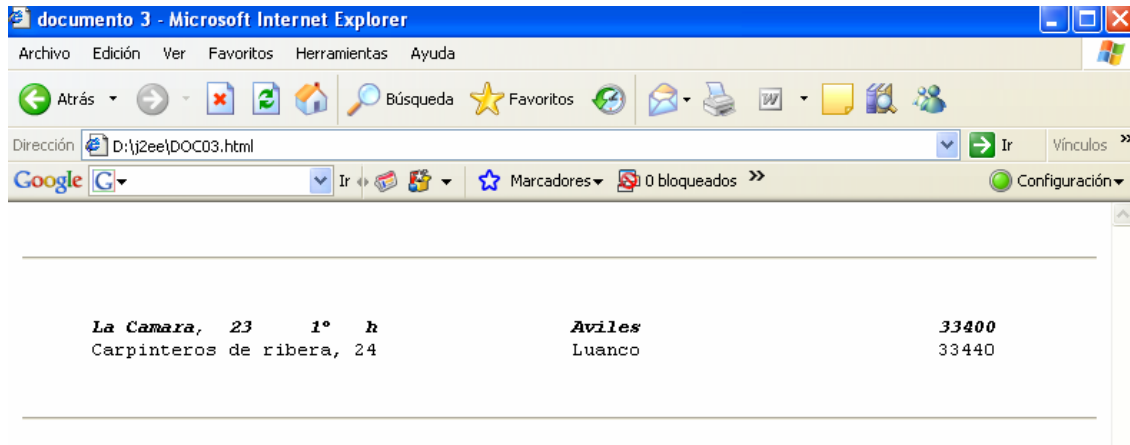 documento 3 - Microsoft Internet Explorer
Archivo Edición Ver Favoritos Herramientas Ayuda
Atrás Búsqueda Favoritos W
Dirección D:\j2ee\DOC03.html Ir Vínculos »
Google G Ir Marcadores 0 bloqueados » Configuración
La Camara, 23 1º h Aviles 33400
Carpinteros de ribera, 24 Luanco 33440